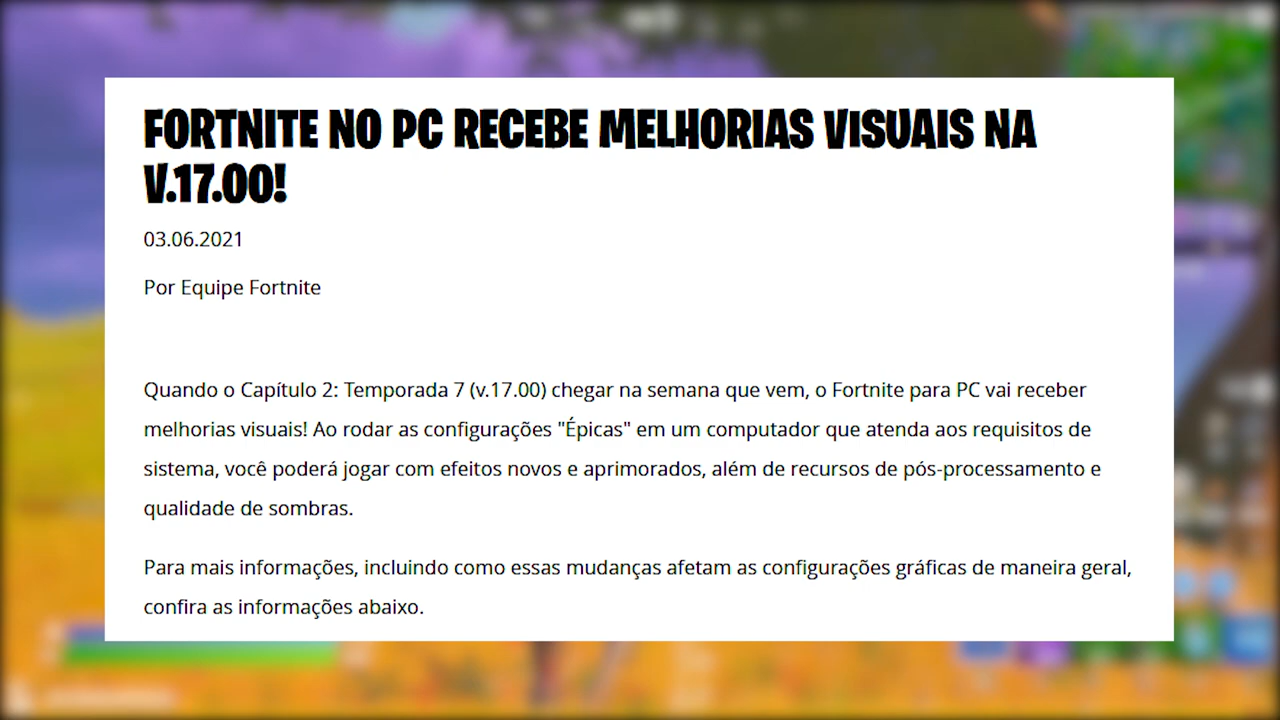 FORTNITE NO PC RECEBE MELHORIAS VISUAIS NA
V.17.00!
03.06.2021
Por Equipe Fortnite
Quando o Capítulo 2: Temporada 7 (v.17.00) chegar na semana que vem, o Fortnite para PC vai receber
melhorias visuais! Ao rodar as configurações "Épicas" em um computador que atenda aos requisitos de
sistema, você poderá jogar com efeitos novos e aprimorados, além de recursos de pós-processamento e
qualidade de sombras.
Para mais informações, incluindo como essas mudanças afetam as configurações gráficas de maneira geral,
confira as informações abaixo.